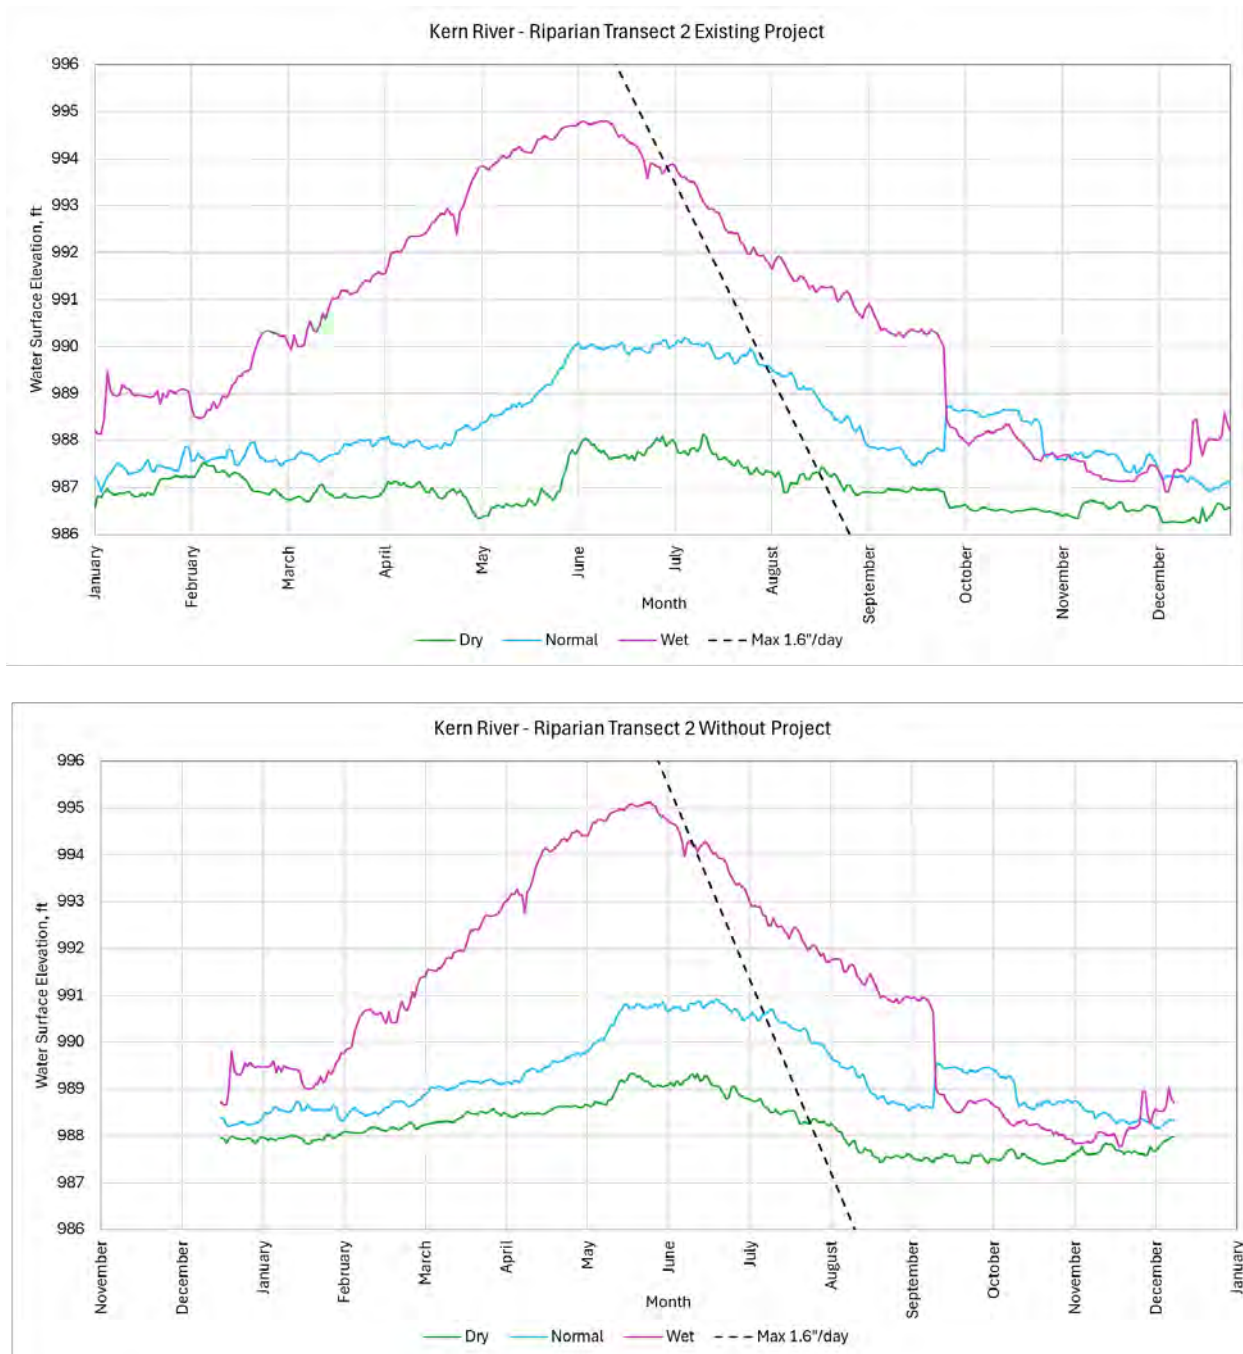 Kern River - Riparian Transect 2 Existing Project
996
995
994
993
992
991
990
989
988
987
986
Water Surface Elevation, ft
January
February
March
April
May
June
July
August
September
October
November
December
Month
Dry Normal Wet Max 1.6"/day
Kern River - Riparian Transect 2 Without Project
996
995
994
993
992
991
990
989
988
987
986
Water Surface Elevation, ft
November
December
January
February
March
April
May
June
July
August
September
October
November
December
January
Month
Dry Normal Wet Max 1.6"/day